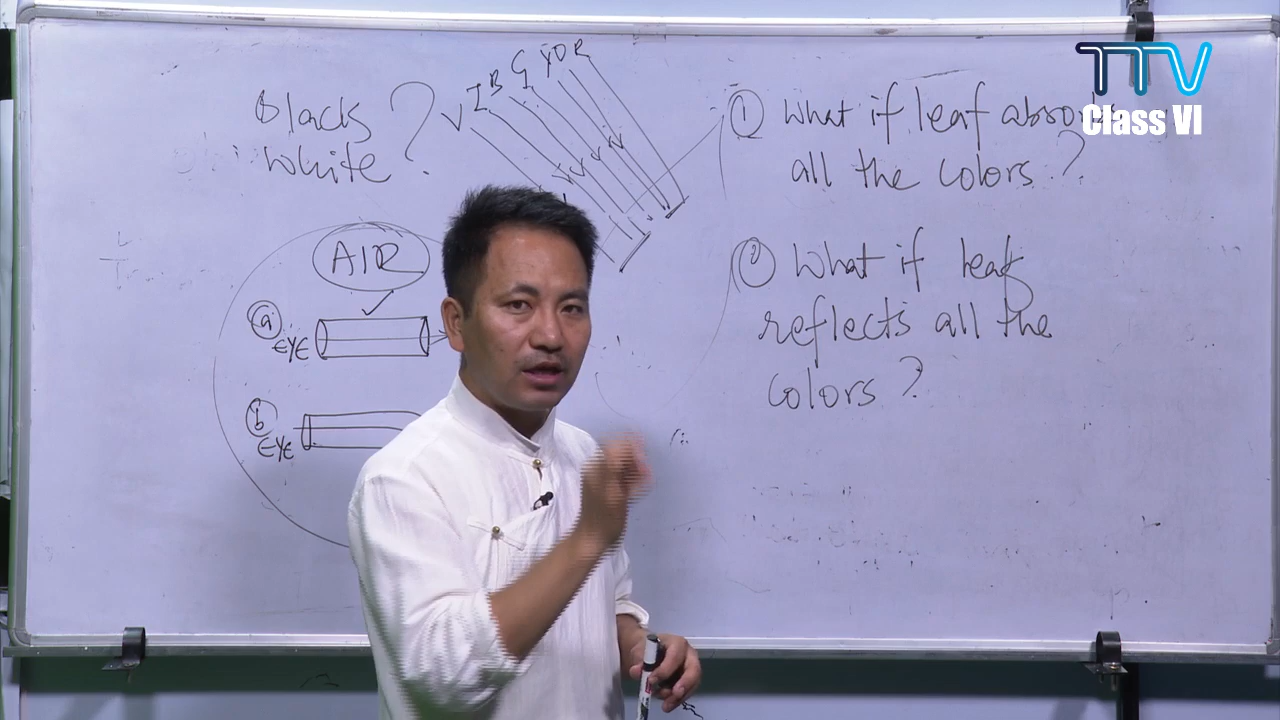 black
white ?
V I B G Y O R
AIR
a
EYE
b
EYE
① What if leaf absorbs
all the colors ?
② What if leaf
reflects all the
colors ?
TTV
Class VI